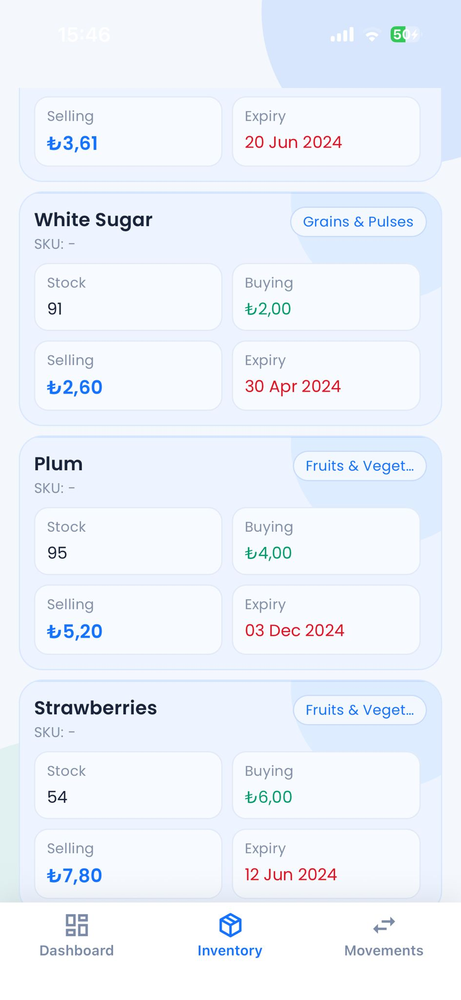 15:46
50
Selling
Expiry
₺3,61
20 Jun 2024
White Sugar
Grains & Pulses
SKU: -
Stock
Buying
91
₺2,00
Selling
Expiry
₺2,60
30 Apr 2024
Plum
Fruits & Veget...
SKU: -
Stock
Buying
95
₺4,00
Selling
Expiry
₺5,20
03 Dec 2024
Strawberries
Fruits & Veget...
SKU: -
Stock
Buying
54
₺6,00
Selling
Expiry
₺7,80
12 Jun 2024
Dashboard
Inventory
Movements